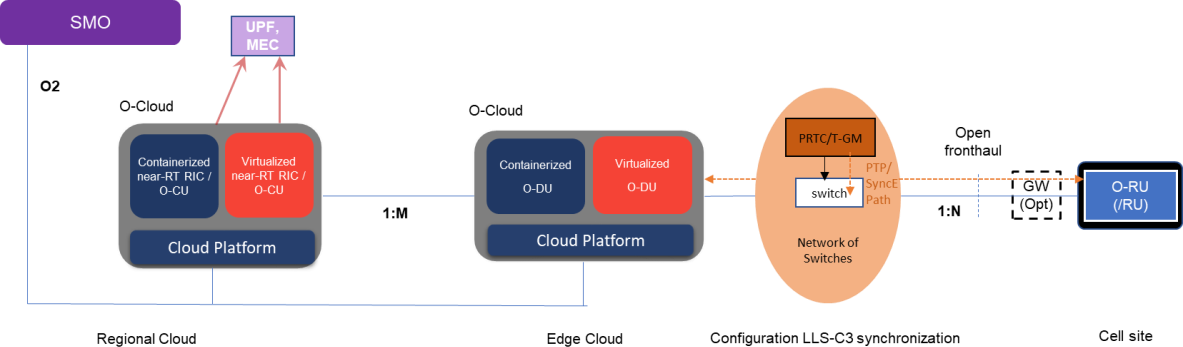 SMO
UPF,
MEC
O2
O-Cloud
Containerized
near-RT RIC /
O-CU
Virtualized
near-RT RIC /
O-CU
Cloud Platform
1:M
O-Cloud
Containerized
O-DU
Virtualized
O-DU
Cloud Platform
PRTC/T-GM
switch
PTP/
SyncE
Path
Network of
Switches
Open
fronthaul
1:N
GW
(Opt)
O-RU
(/RU)
Regional Cloud
Edge Cloud
Configuration LLS-C3 synchronization
Cell site